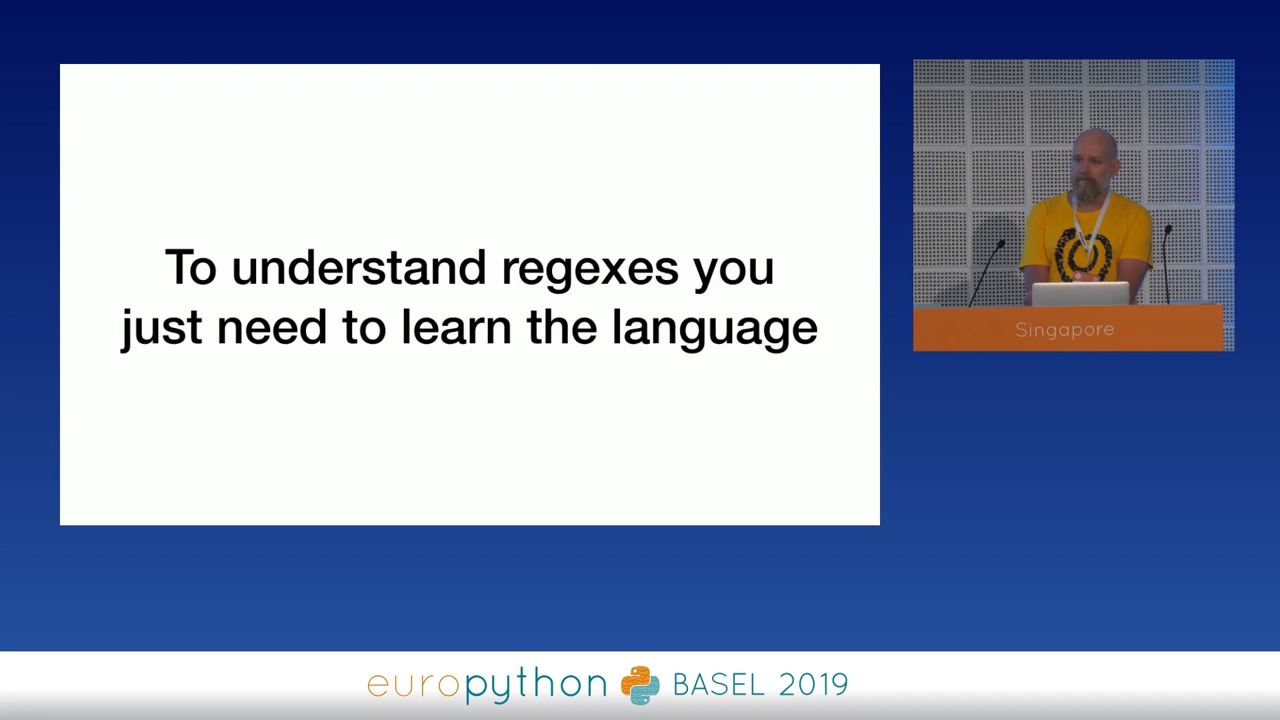 To understand regexes you
just need to learn the language
Singapore
europython BASEL 2019